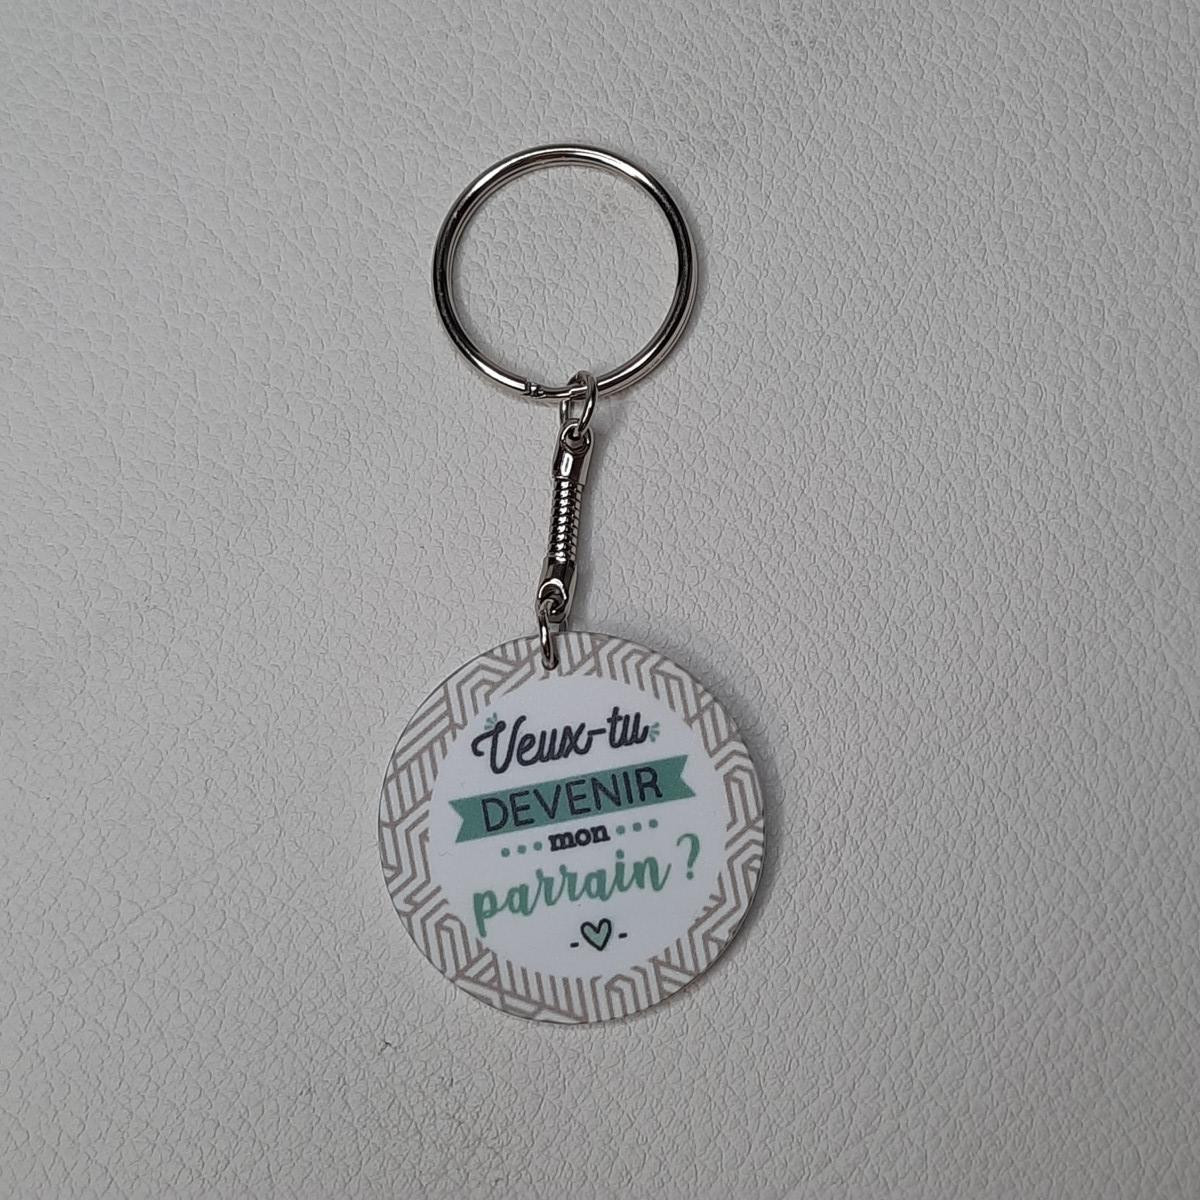 Veux-tu
DEVENIR
mon
parrain ?